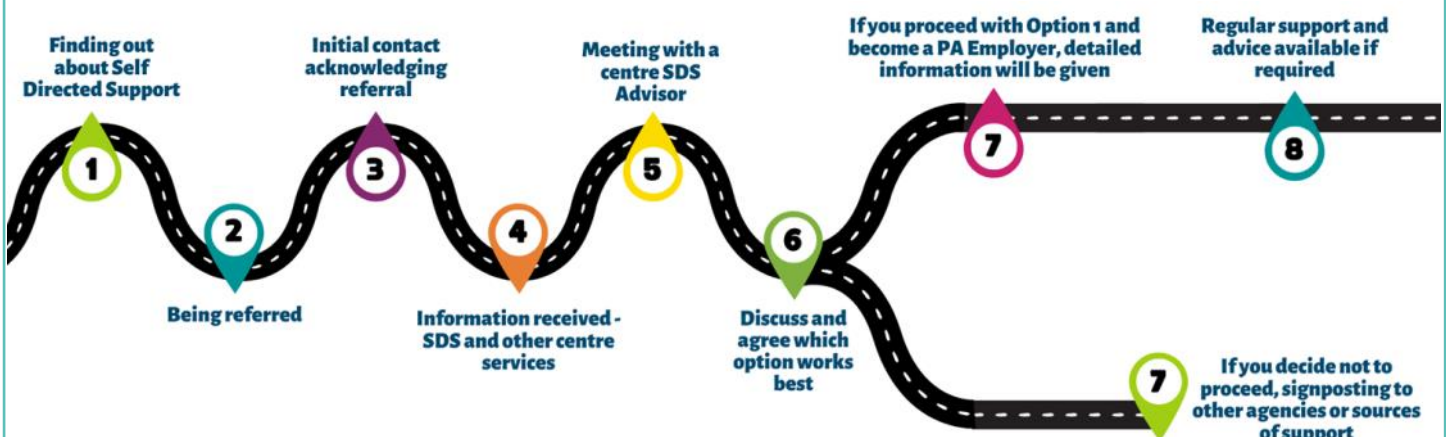 Finding out
about Self
Directed Support
1
2
Being referred
Initial contact
acknowledging
referral
3
4
Information received -
SDS and other centre
services
Meeting with a
centre SDS
Advisor
5
6
Discuss and
agree which
option works
best
If you proceed with Option 1 and
become a PA Employer, detailed
information will be given
7
Regular support and
advice available if
required
8
7
If you decide not to
proceed, signposting to
other agencies or sources
of support